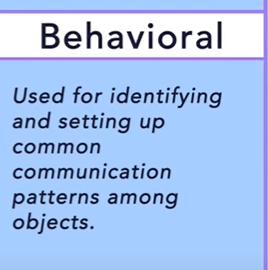 Behavioral
Used for identifying
and setting up
common
communication
patterns among
objects.